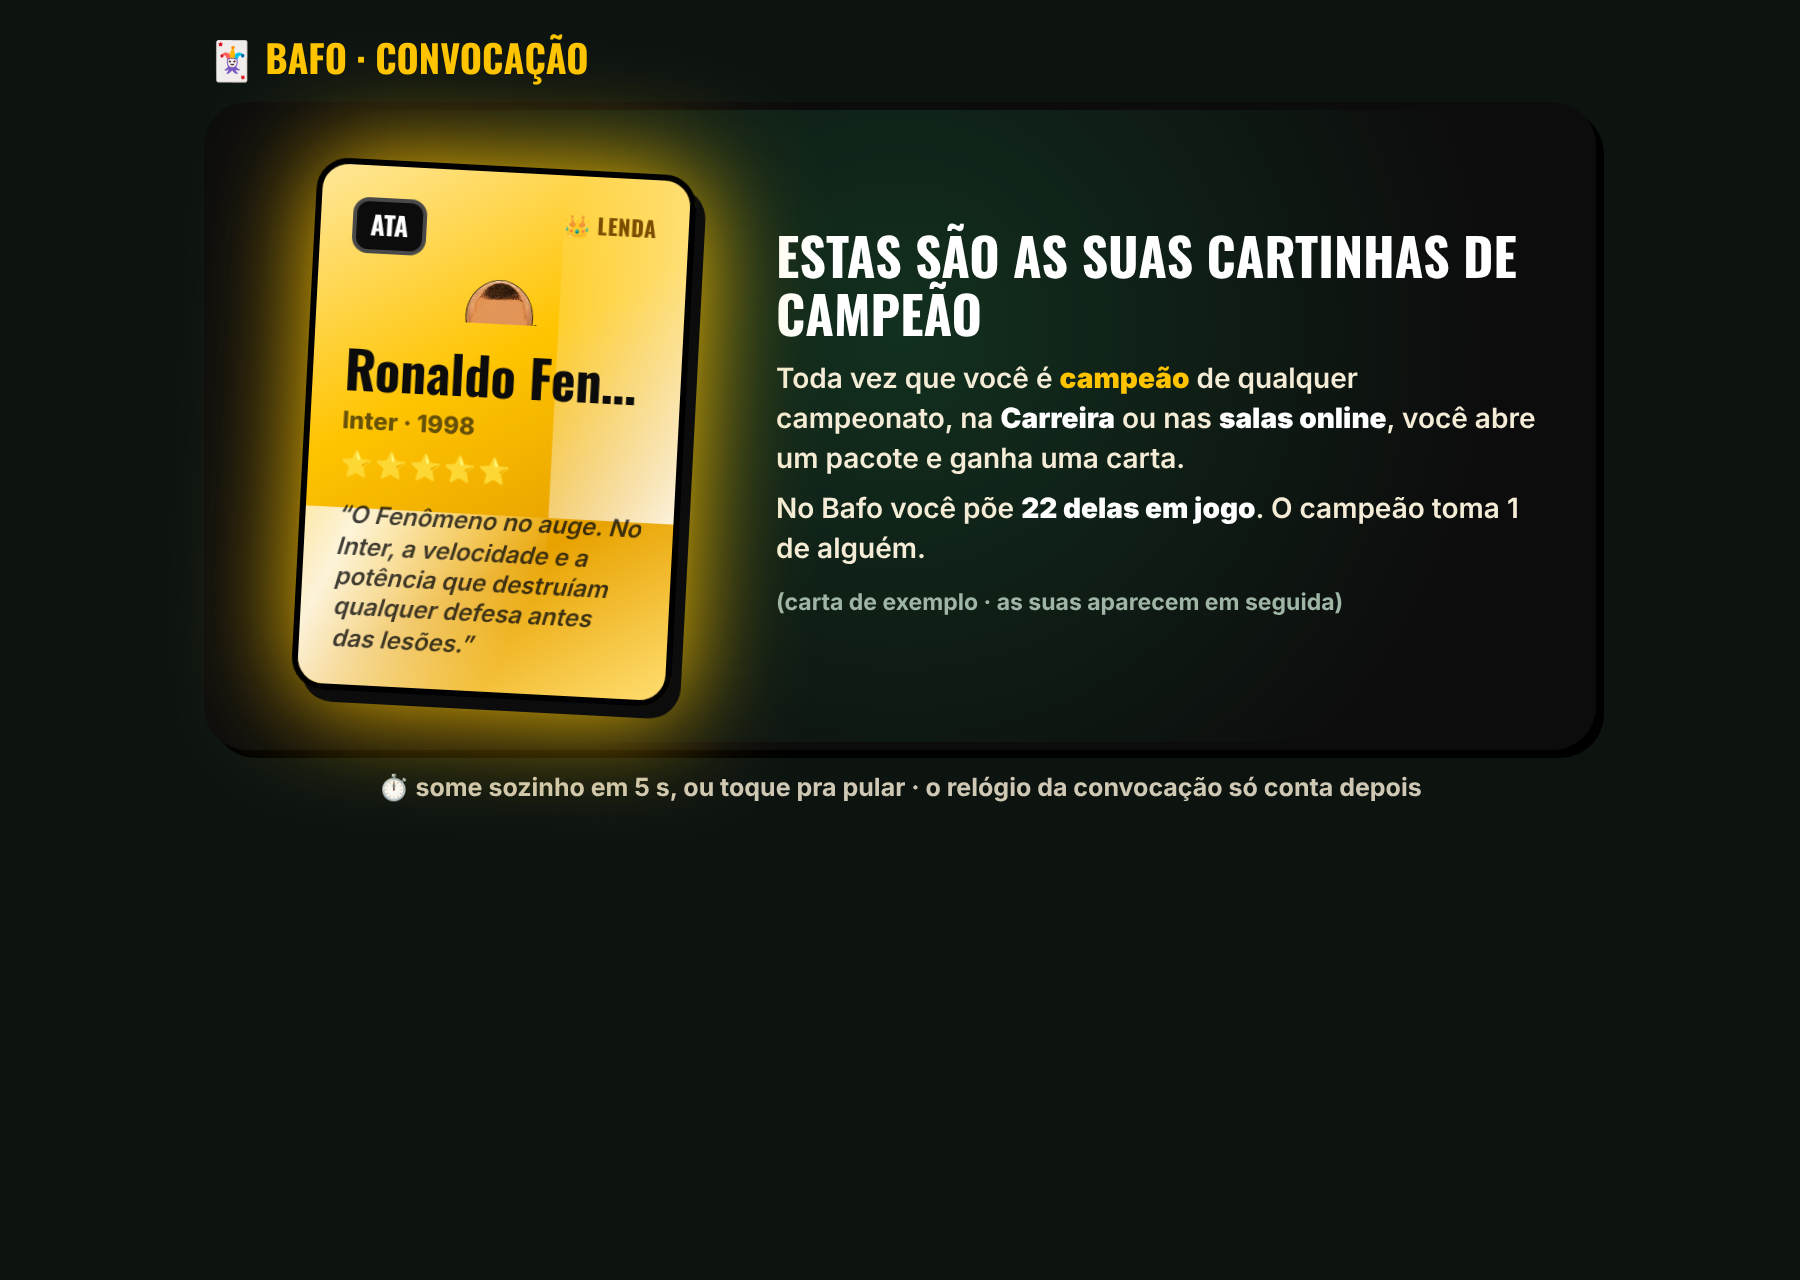 BAFO · CONVOCAÇÃO
ATA
👑 LENDA
Ronaldo Fen...
Inter · 1998
⭐⭐⭐⭐⭐
"O Fenômeno no auge. No
Inter, a velocidade e a
potência que destruíam
qualquer defesa antes
das lesões."
ESTAS SÃO AS SUAS CARTINHAS DE
CAMPEÃO
Toda vez que você é campeão de qualquer
campeonato, na Carreira ou nas salas online, você abre
um pacote e ganha uma carta.
No Bafo você põe 22 delas em jogo. O campeão toma 1
de alguém.
(carta de exemplo · as suas aparecem em seguida)
⏱️ some sozinho em 5 s, ou toque pra pular · o relógio da convocação só conta depois